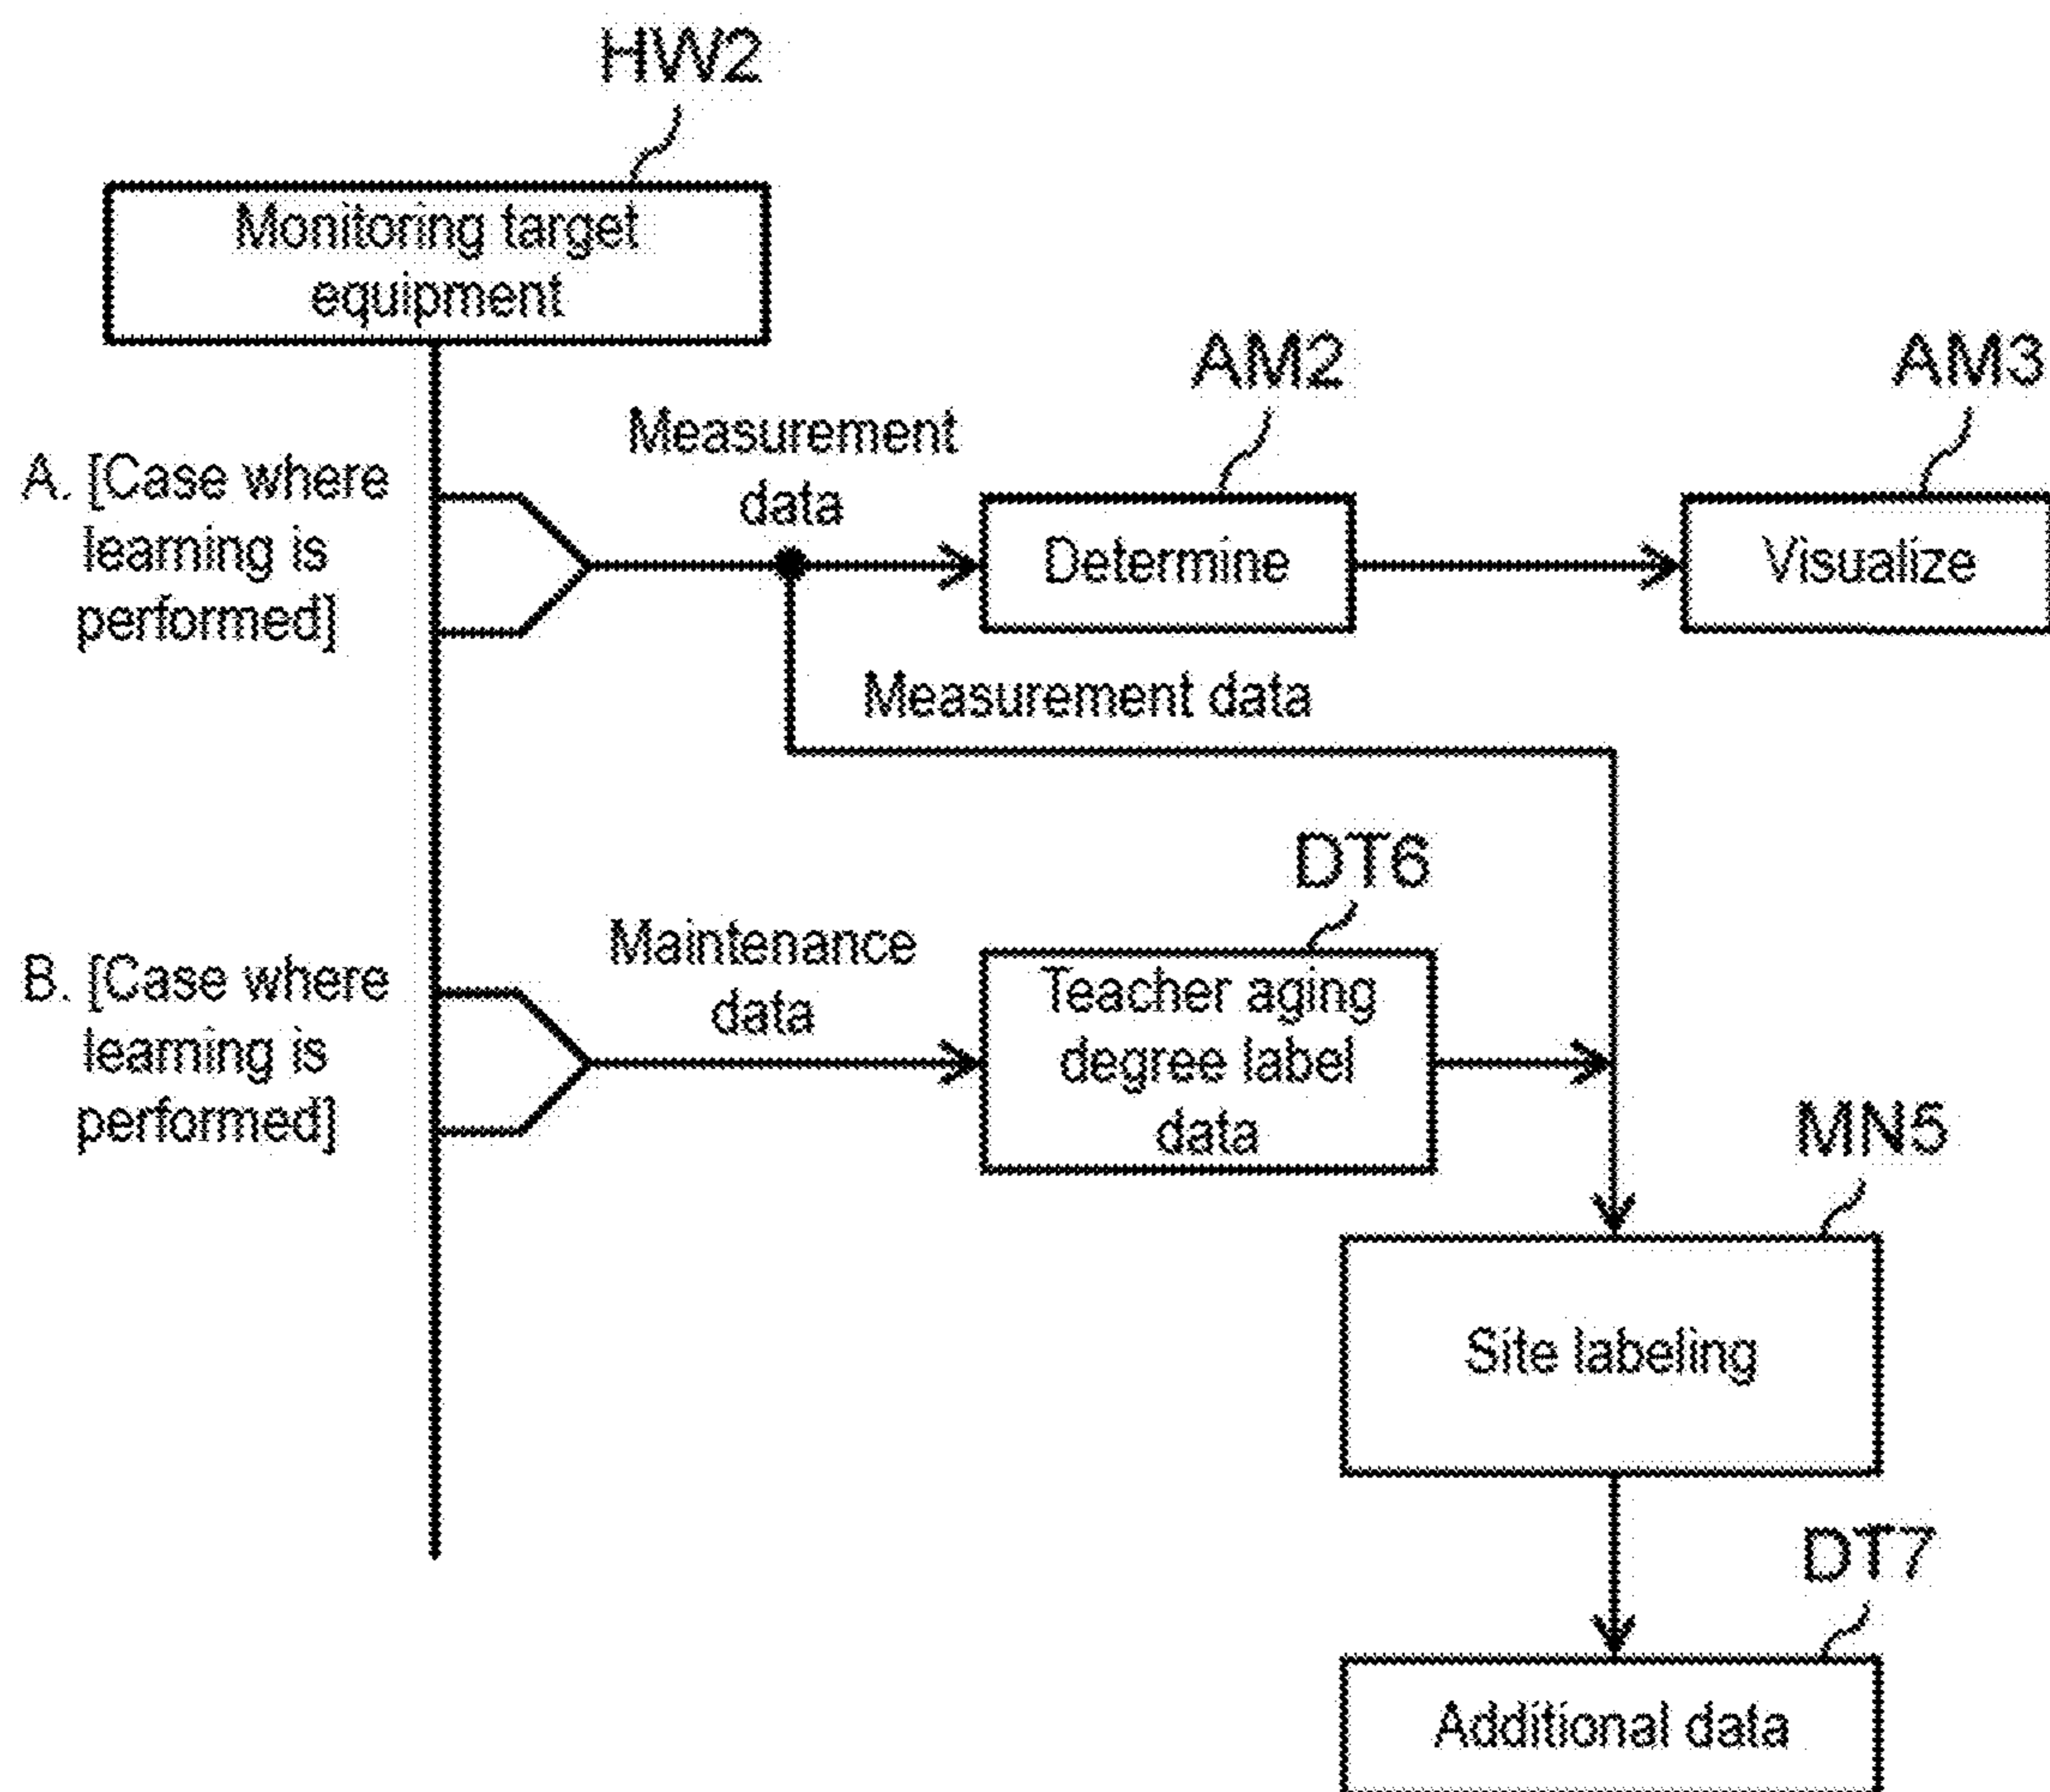 HW2
Monitoring target
equipment
AM2
AM3
Measurement
data
A. [Case where
learning is
performed]
Determine
Visualize
Measurement data
DT6
Maintenance
data
B. [Case where
learning is
performed]
Teacher aging
degree label
data
MN5
Site labeling
DT7
Additional data